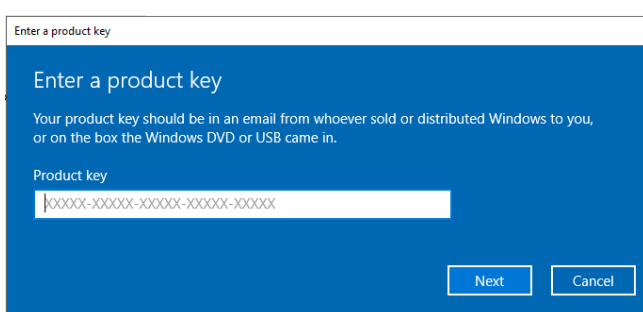 Enter a product key
Enter a product key
Your product key should be in an email from whoever sold or distributed Windows to you,
or on the box the Windows DVD or USB came in.
Product key
XXXXX-XXXXX-XXXXX-XXXXX-XXXXX
Next Cancel